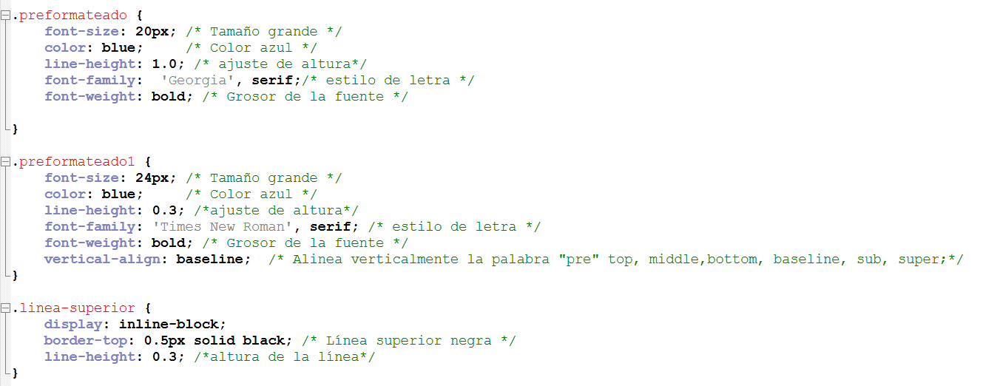 .preformateado {
    font-size: 20px; /* Tamaño grande */
    color: blue;     /* Color azul */
    line-height: 1.0; /* ajuste de altura*/
    font-family:  'Georgia', serif;/* estilo de letra */
    font-weight: bold; /* Grosor de la fuente */
}
.preformateado1 {
    font-size: 24px; /* Tamaño grande */
    color: blue;     /* Color azul */
    line-height: 0.3; /*ajuste de altura*/
    font-family: 'Times New Roman', serif; /* estilo de letra */
    font-weight: bold; /* Grosor de la fuente */
    vertical-align: baseline;  /* Alinea verticalmente la palabra "pre" top, middle,bottom, baseline, sub, super;*/
}
.linea-superior {
    display: inline-block;
    border-top: 0.5px solid black; /* Línea superior negra */
    line-height: 0.3; /*altura de la línea*/
}